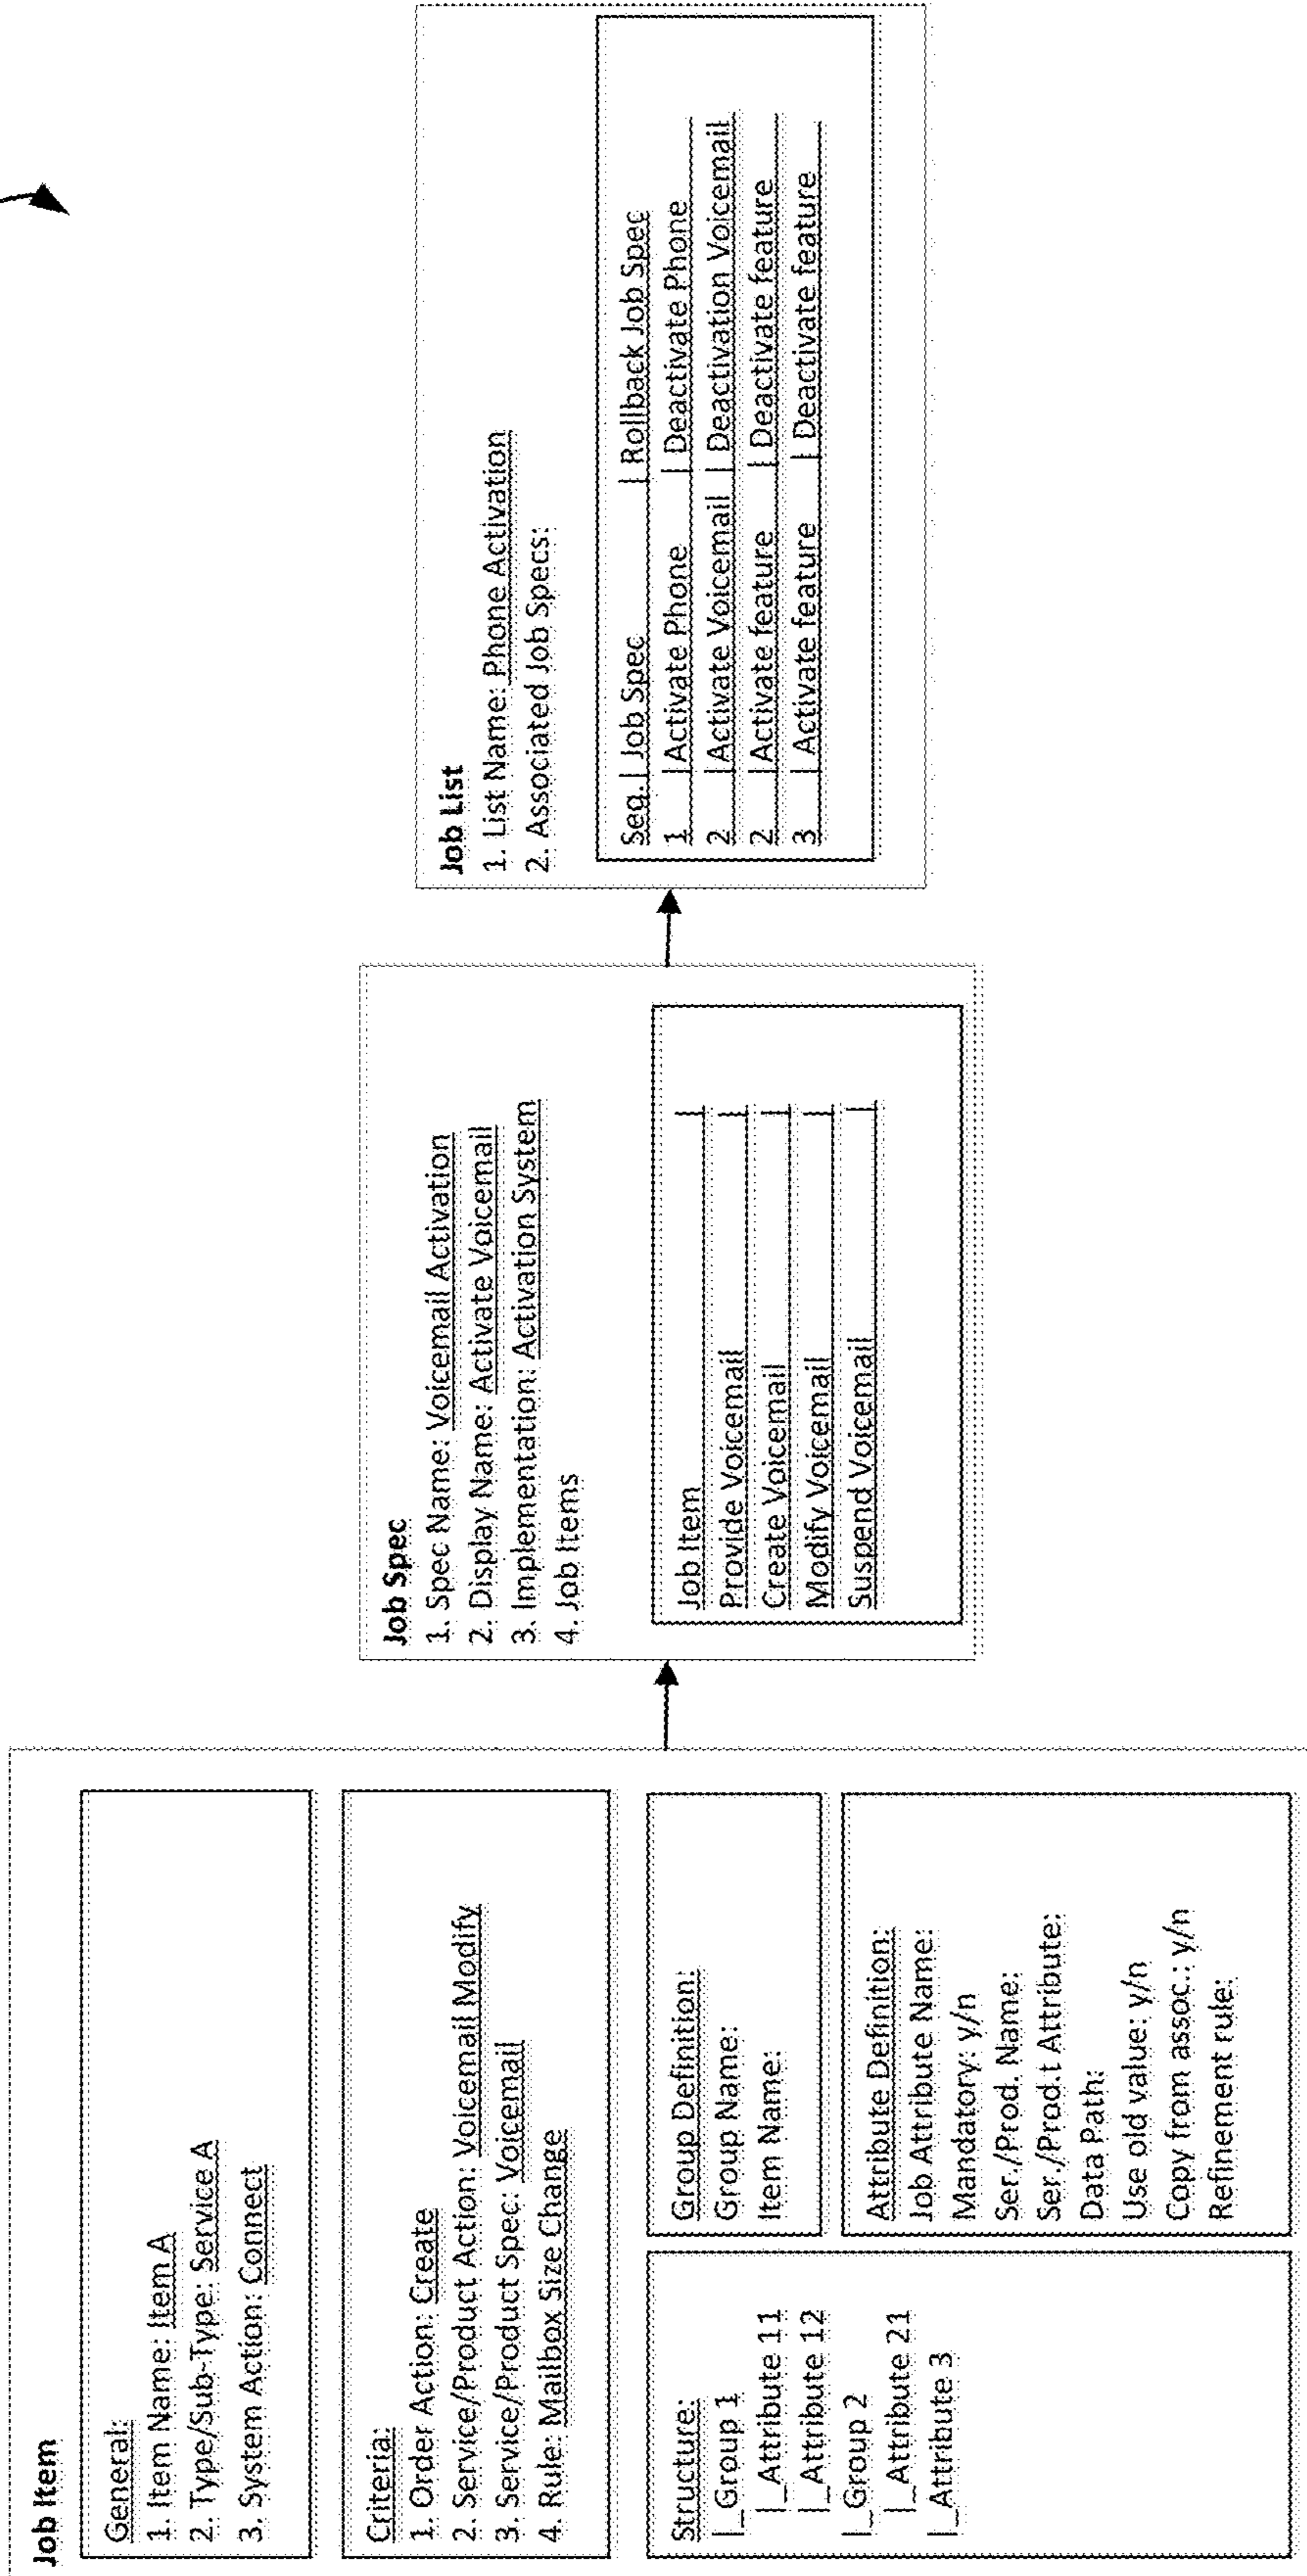 Job Item
General:
1. Item Name: Item A
2. Type/Sub-Type: Service A
3. System Action: Connect
Criteria:
1. Order Action: Create
2. Service/Product Action: Voicemail Modify
3. Service/Product Spec: Voicemail
4. Rule: Mailbox Size Change
Structure:
|_Group 1
|_Attribute 11
|_Attribute 12
|_Group 2
|_Attribute 21
|_Attribute 3
Group Definition:
Group Name:
Item Name:
Attribute Definition:
Job Attribute Name:
Mandatory: y/n
Ser./Prod. Name:
Ser./Prod.t Attribute:
Data Path:
Use old value: y/n
Copy from assoc.: y/n
Refinement rule:
Job Spec
1. Spec Name: Voicemail Activation
2. Display Name: Activate Voicemail
3. Implementation: Activation System
4. Job Items
Job Item |
Provide Voicemail |
Create Voicemail |
Modify Voicemail |
Suspend Voicemail |
Job List
1. List Name: Phone Activation
2. Associated Job Specs:
Seq. | Job Spec | Rollback Job Spec
1 | Activate Phone | Deactivate Phone
2 | Activate Voicemail | Deactivation Voicemail
2 | Activate feature | Deactivate feature
3 | Activate feature | Deactivate feature